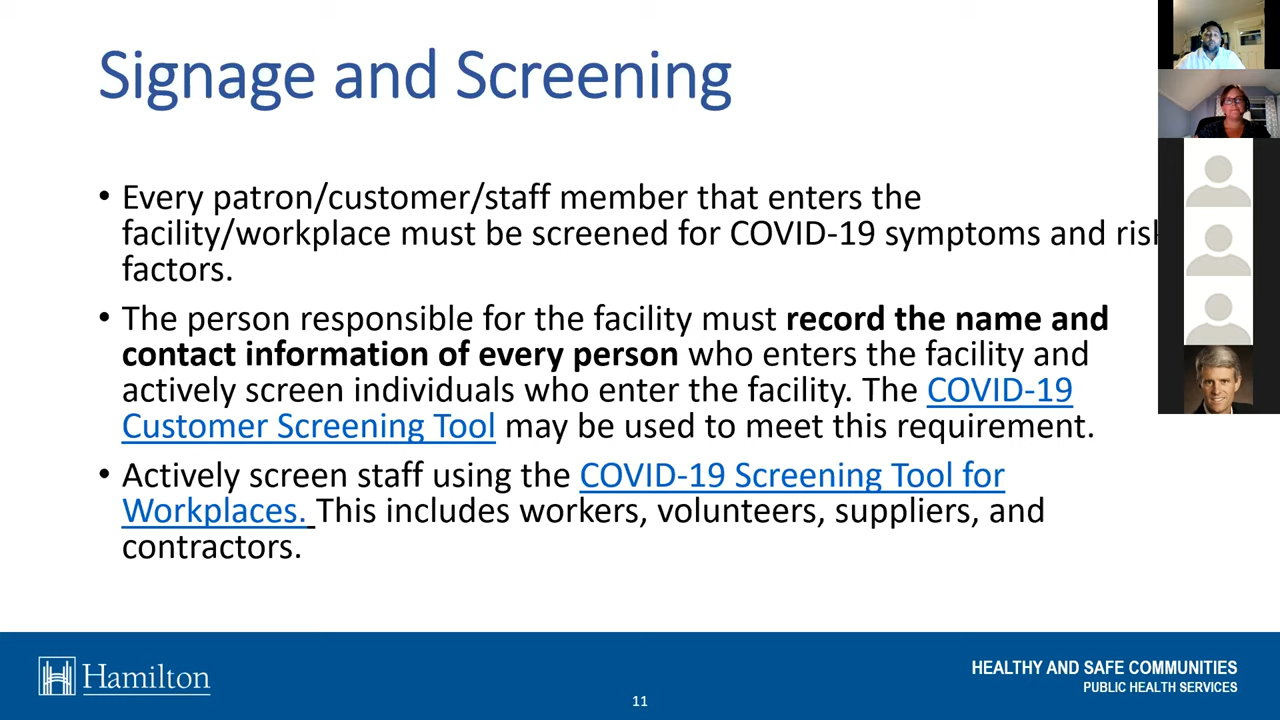 Signage and Screening
• Every patron/customer/staff member that enters the
facility/workplace must be screened for COVID-19 symptoms and risk
factors.
• The person responsible for the facility must record the name and
contact information of every person who enters the facility and
actively screen individuals who enter the facility. The COVID-19
Customer Screening Tool may be used to meet this requirement.
• Actively screen staff using the COVID-19 Screening Tool for
Workplaces. This includes workers, volunteers, suppliers, and
contractors.
Hamilton
11
HEALTHY AND SAFE COMMUNITIES
PUBLIC HEALTH SERVICES